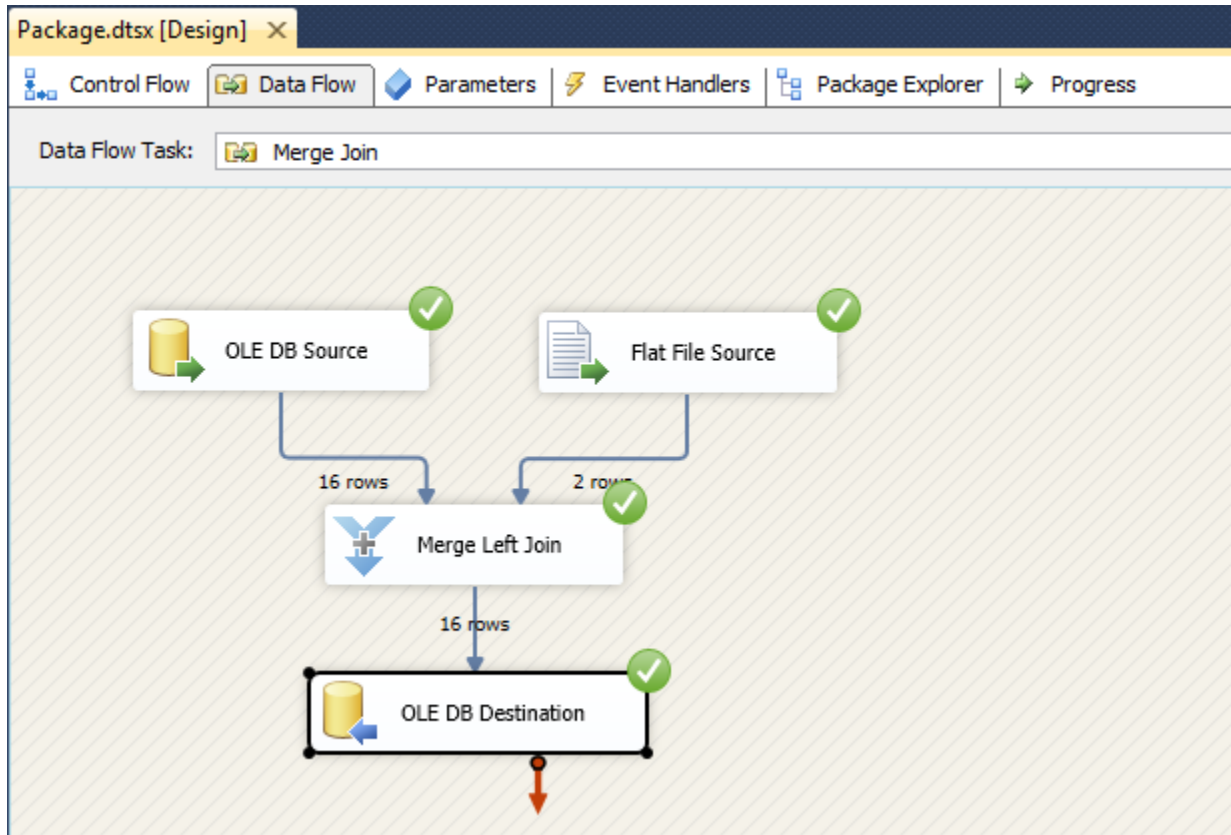 Package.dtsx [Design]
Control Flow Data Flow Parameters Event Handlers Package Explorer Progress
Data Flow Task: Merge Join
OLE DB Source Flat File Source
16 rows 2 rows
Merge Left Join
16 rows
OLE DB Destination